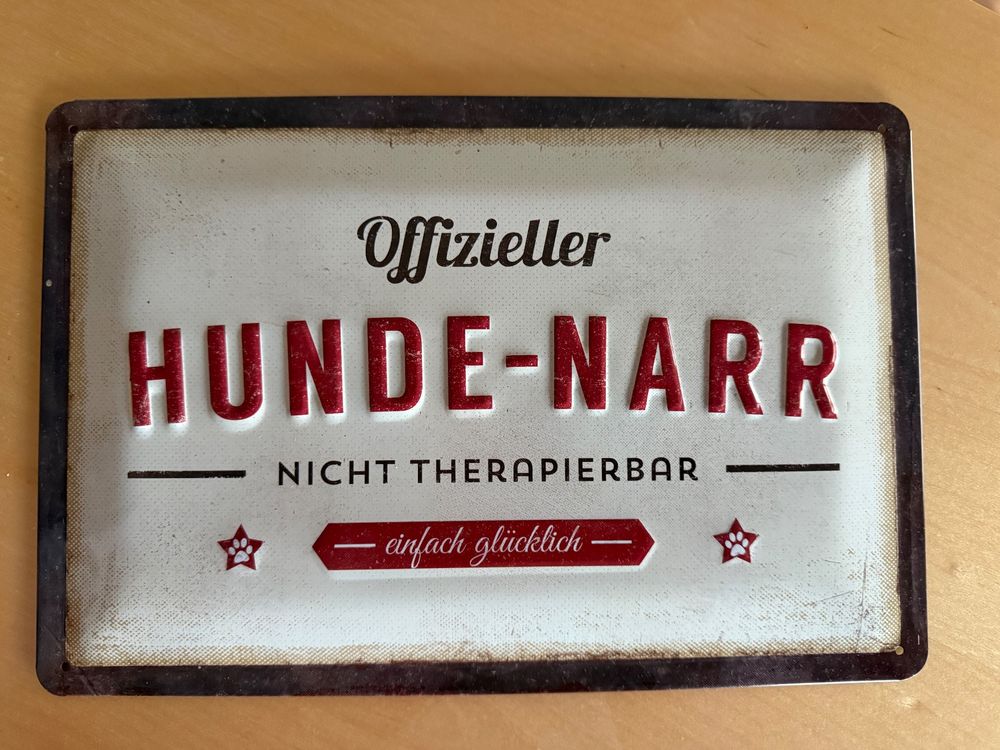 Offizieller
HUNDE-NARR
NICHT THERAPIERBAR
einfach glücklich